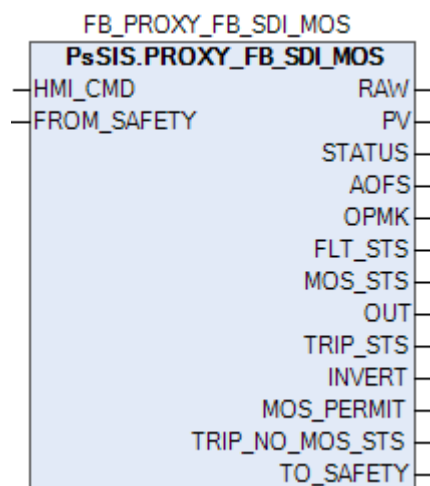 FB_PROXY_FB_SDI_MOS
PsSIS.PROXY_FB_SDI_MOS
HMI_CMD RAW
FROM_SAFETY PV
STATUS
AOFS
OPMK
FLT_STS
MOS_STS
OUT
TRIP_STS
INVERT
MOS_PERMIT
TRIP_NO_MOS_STS
TO_SAFETY